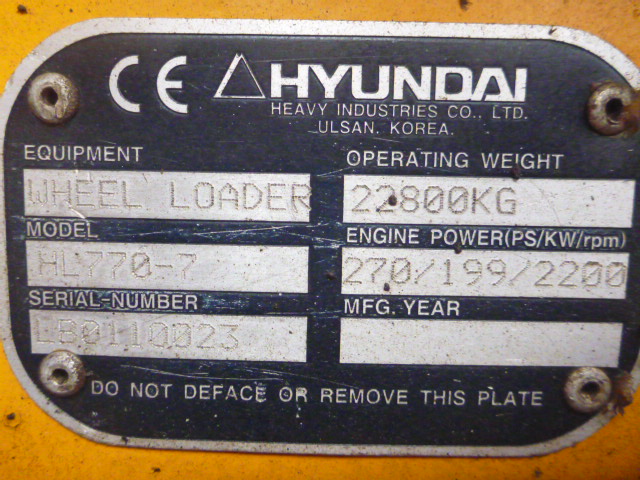 CE HYUNDAI
HEAVY INDUSTRIES CO., LTD.
ULSAN. KOREA.
EQUIPMENT
WHEEL LOADER
MODEL
HL770-7
SERIAL-NUMBER
LB0110023
OPERATING WEIGHT
22800KG
ENGINE POWER(PS/KW/rpm)
270/199/2200
MFG. YEAR
DO NOT DEFACE OR REMOVE THIS PLATE